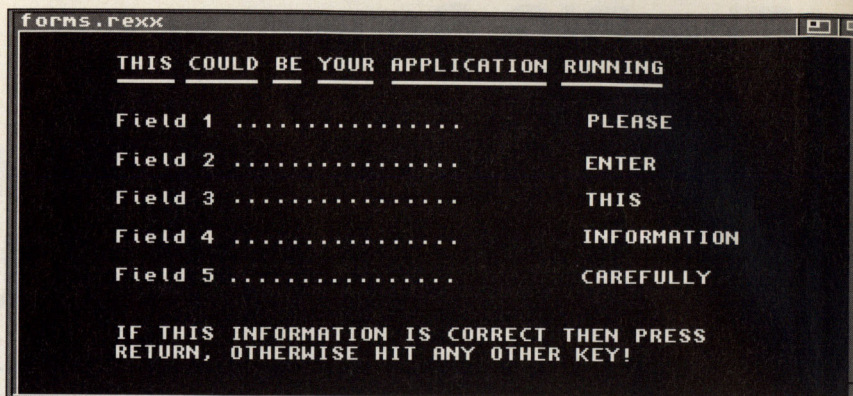 forms.rexx
THIS COULD BE YOUR APPLICATION RUNNING
Field 1 ................ PLEASE
Field 2 ................ ENTER
Field 3 ................ THIS
Field 4 ................ INFORMATION
Field 5 ................ CAREFULLY
IF THIS INFORMATION IS CORRECT THEN PRESS
RETURN, OTHERWISE HIT ANY OTHER KEY!